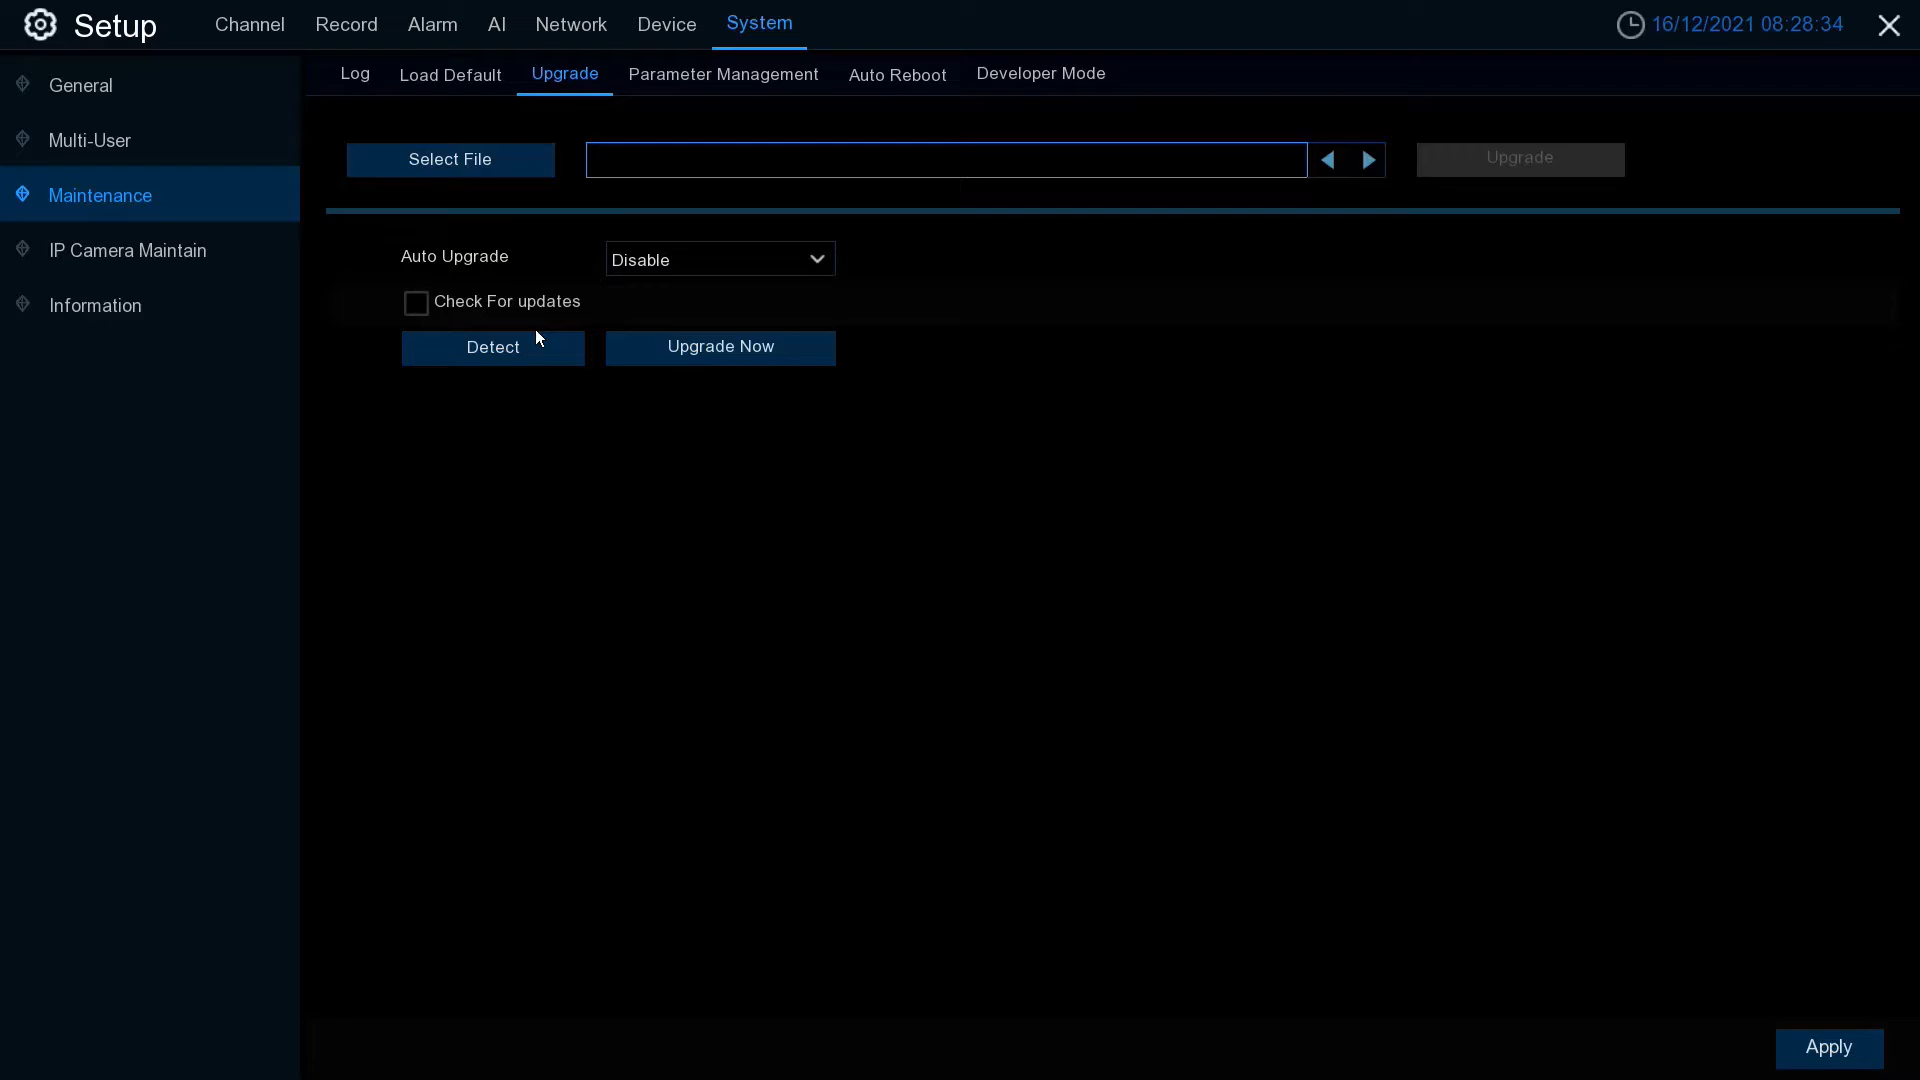 Setup Channel Record Alarm AI Network Device System 16/12/2021 08:28:34
Log Load Default Upgrade Parameter Management Auto Reboot Developer Mode
General
Multi-User
Maintenance
IP Camera Maintain
Information
Select File Upgrade
Auto Upgrade Disable
Check For updates
Detect Upgrade Now
Apply